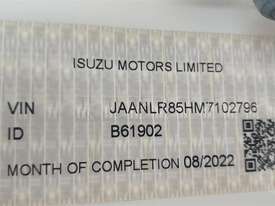 ISUZU MOTORS LIMITED
VIN JAANLR85HM7102796
ID B61902
MONTH OF COMPLETION 08/2022